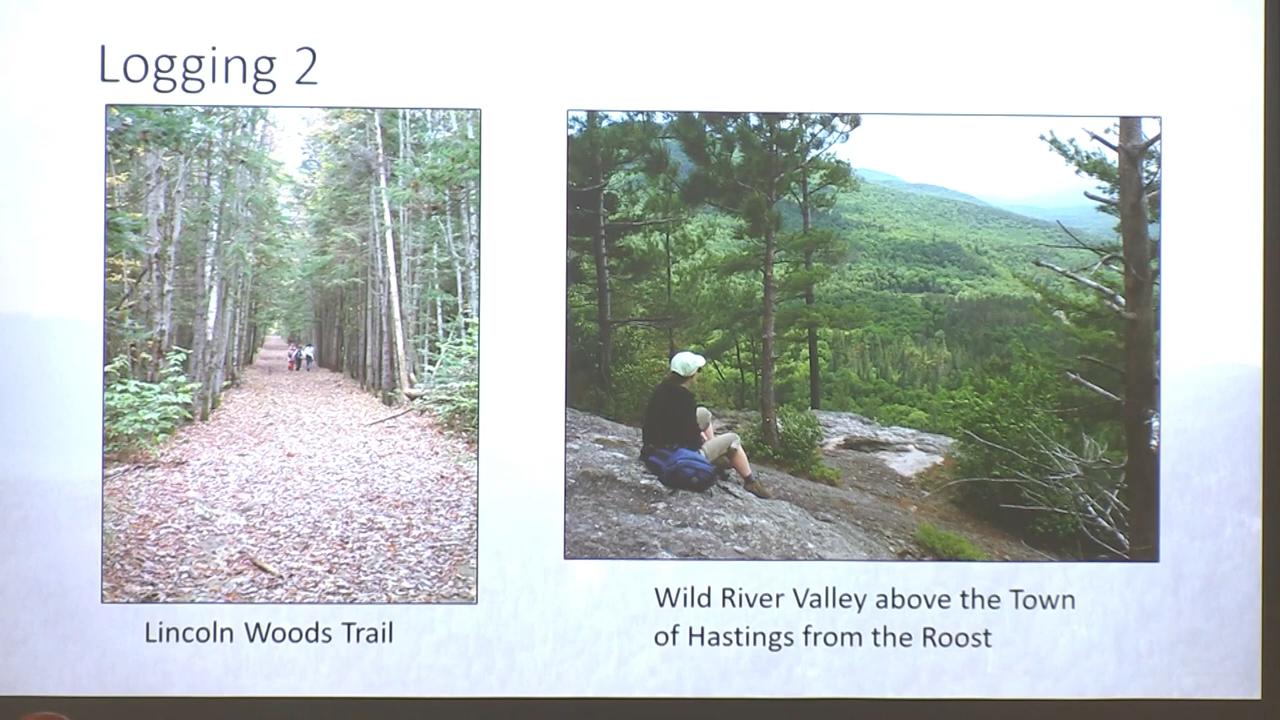 Logging 2
Lincoln Woods Trail
Wild River Valley above the Town
of Hastings from the Roost